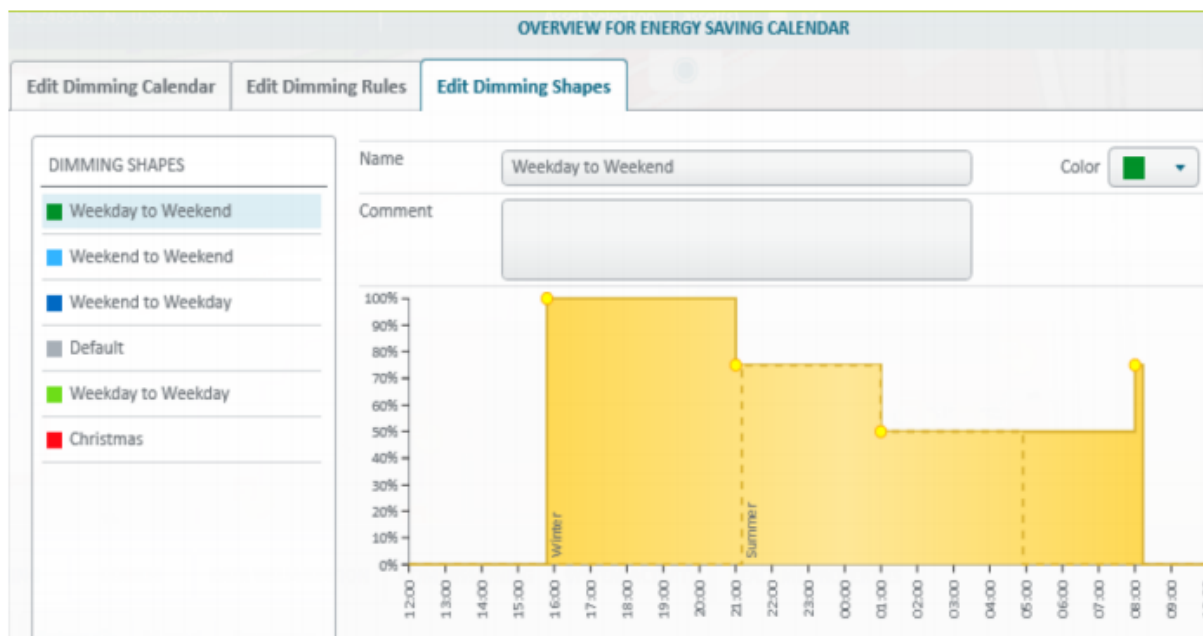 OVERVIEW FOR ENERGY SAVING CALENDAR
Edit Dimming Calendar
Edit Dimming Rules
Edit Dimming Shapes
DIMMING SHAPES
Weekday to Weekend
Weekend to Weekend
Weekend to Weekday
Default
Weekday to Weekday
Christmas
Name
Weekday to Weekend
Color
Comment
100%
90%
80%
70%
60%
50%
40%
30%
20%
10%
0%
Winter
Summer
12:00
13:00
14:00
15:00
16:00
17:00
18:00
19:00
20:00
21:00
22:00
23:00
00:00
01:00
02:00
03:00
04:00
05:00
06:00
07:00
08:00
09:00